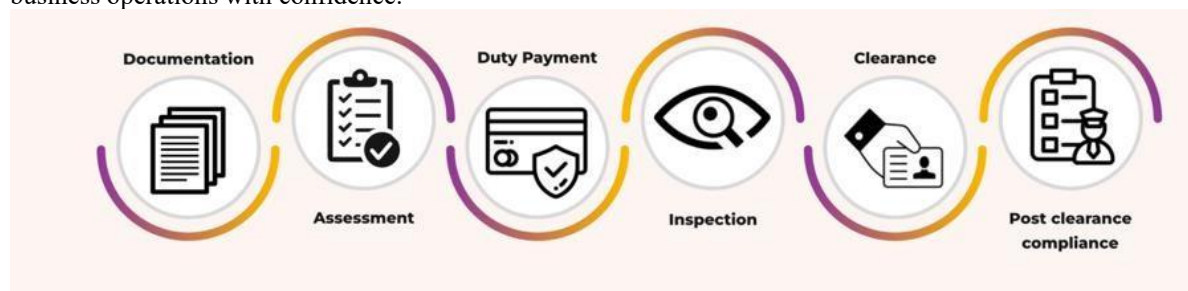 business operations with confidence.
Documentation
Assessment
Duty Payment
Inspection
Clearance
Post clearance
compliance